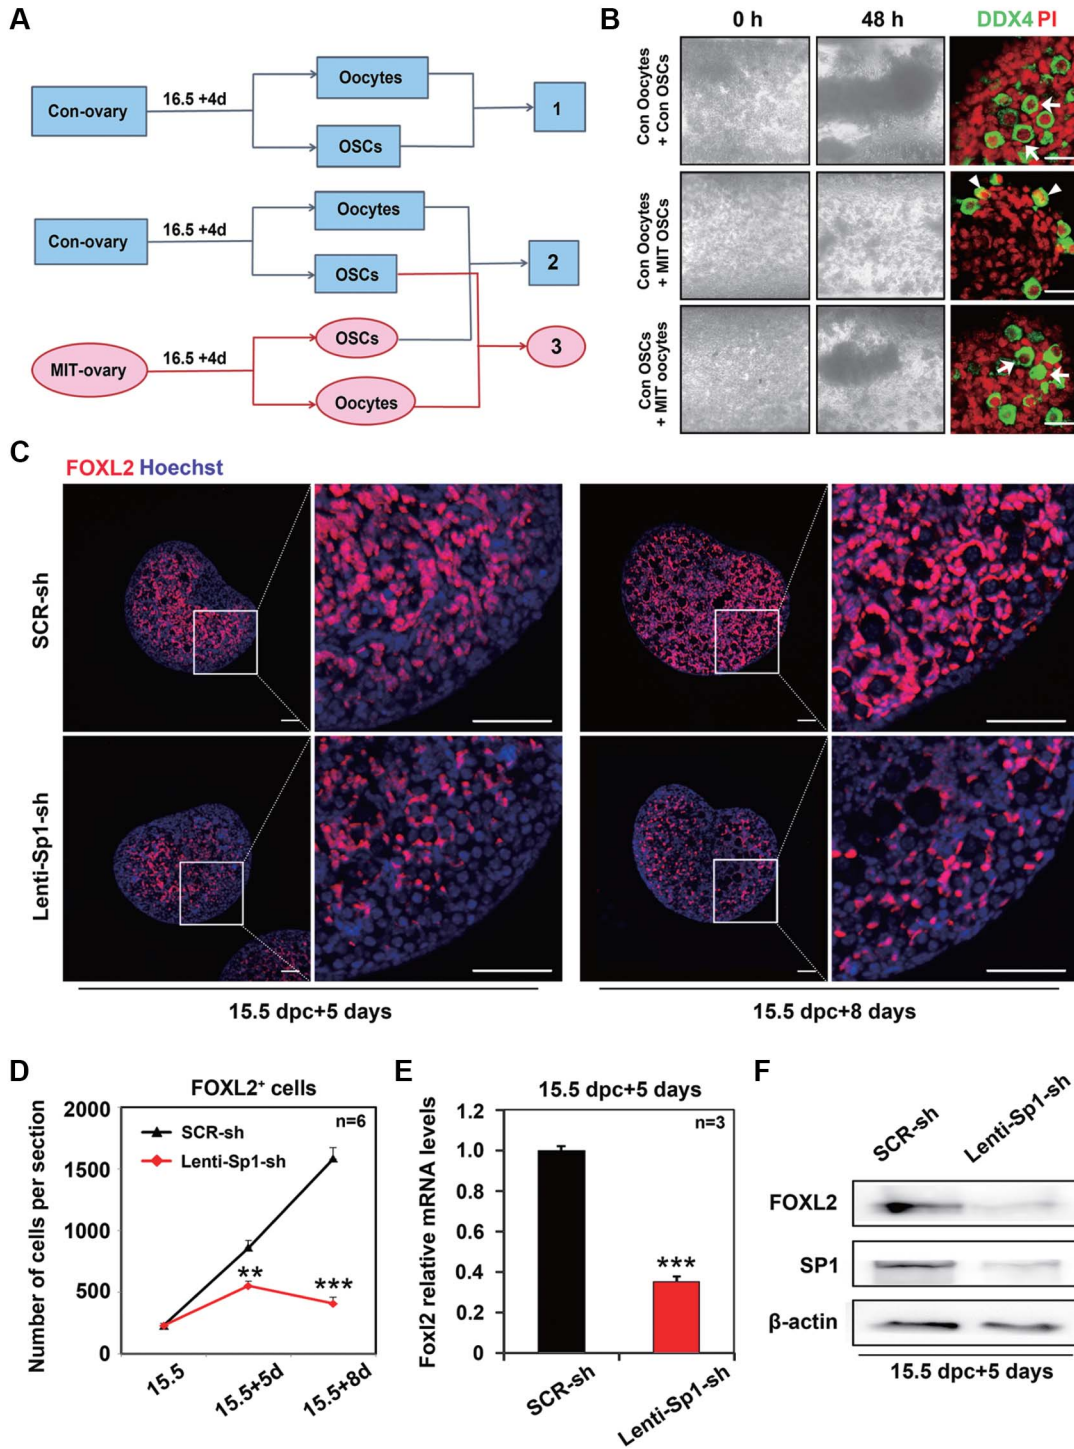 A
Con-ovary
16.5 +4d
Oocytes
OSCs
1
Con-ovary
16.5 +4d
Oocytes
OSCs
2
MIT-ovary
16.5 +4d
OSCs
Oocytes
3
B
0 h
48 h
DDX4 PI
Con Oocytes
+ Con OSCs
Con Oocytes
+ MIT OSCs
Con OSCs
+ MIT oocytes
C
FOXL2 Hoechst
SCR-sh
Lenti-Sp1-sh
15.5 dpc+5 days
15.5 dpc+8 days
D
FOXL2⁺ cells
n=6
SCR-sh
Lenti-Sp1-sh
Number of cells per section
2000
1500
1000
500
0
**
***
15.5
15.5+5d
15.5+8d
E
15.5 dpc+5 days
n=3
Foxl2 relative mRNA levels
1.2
1.0
0.8
0.6
0.4
0.2
0
***
SCR-sh
Lenti-Sp1-sh
F
SCR-sh
Lenti-Sp1-sh
FOXL2
SP1
β-actin
15.5 dpc+5 days